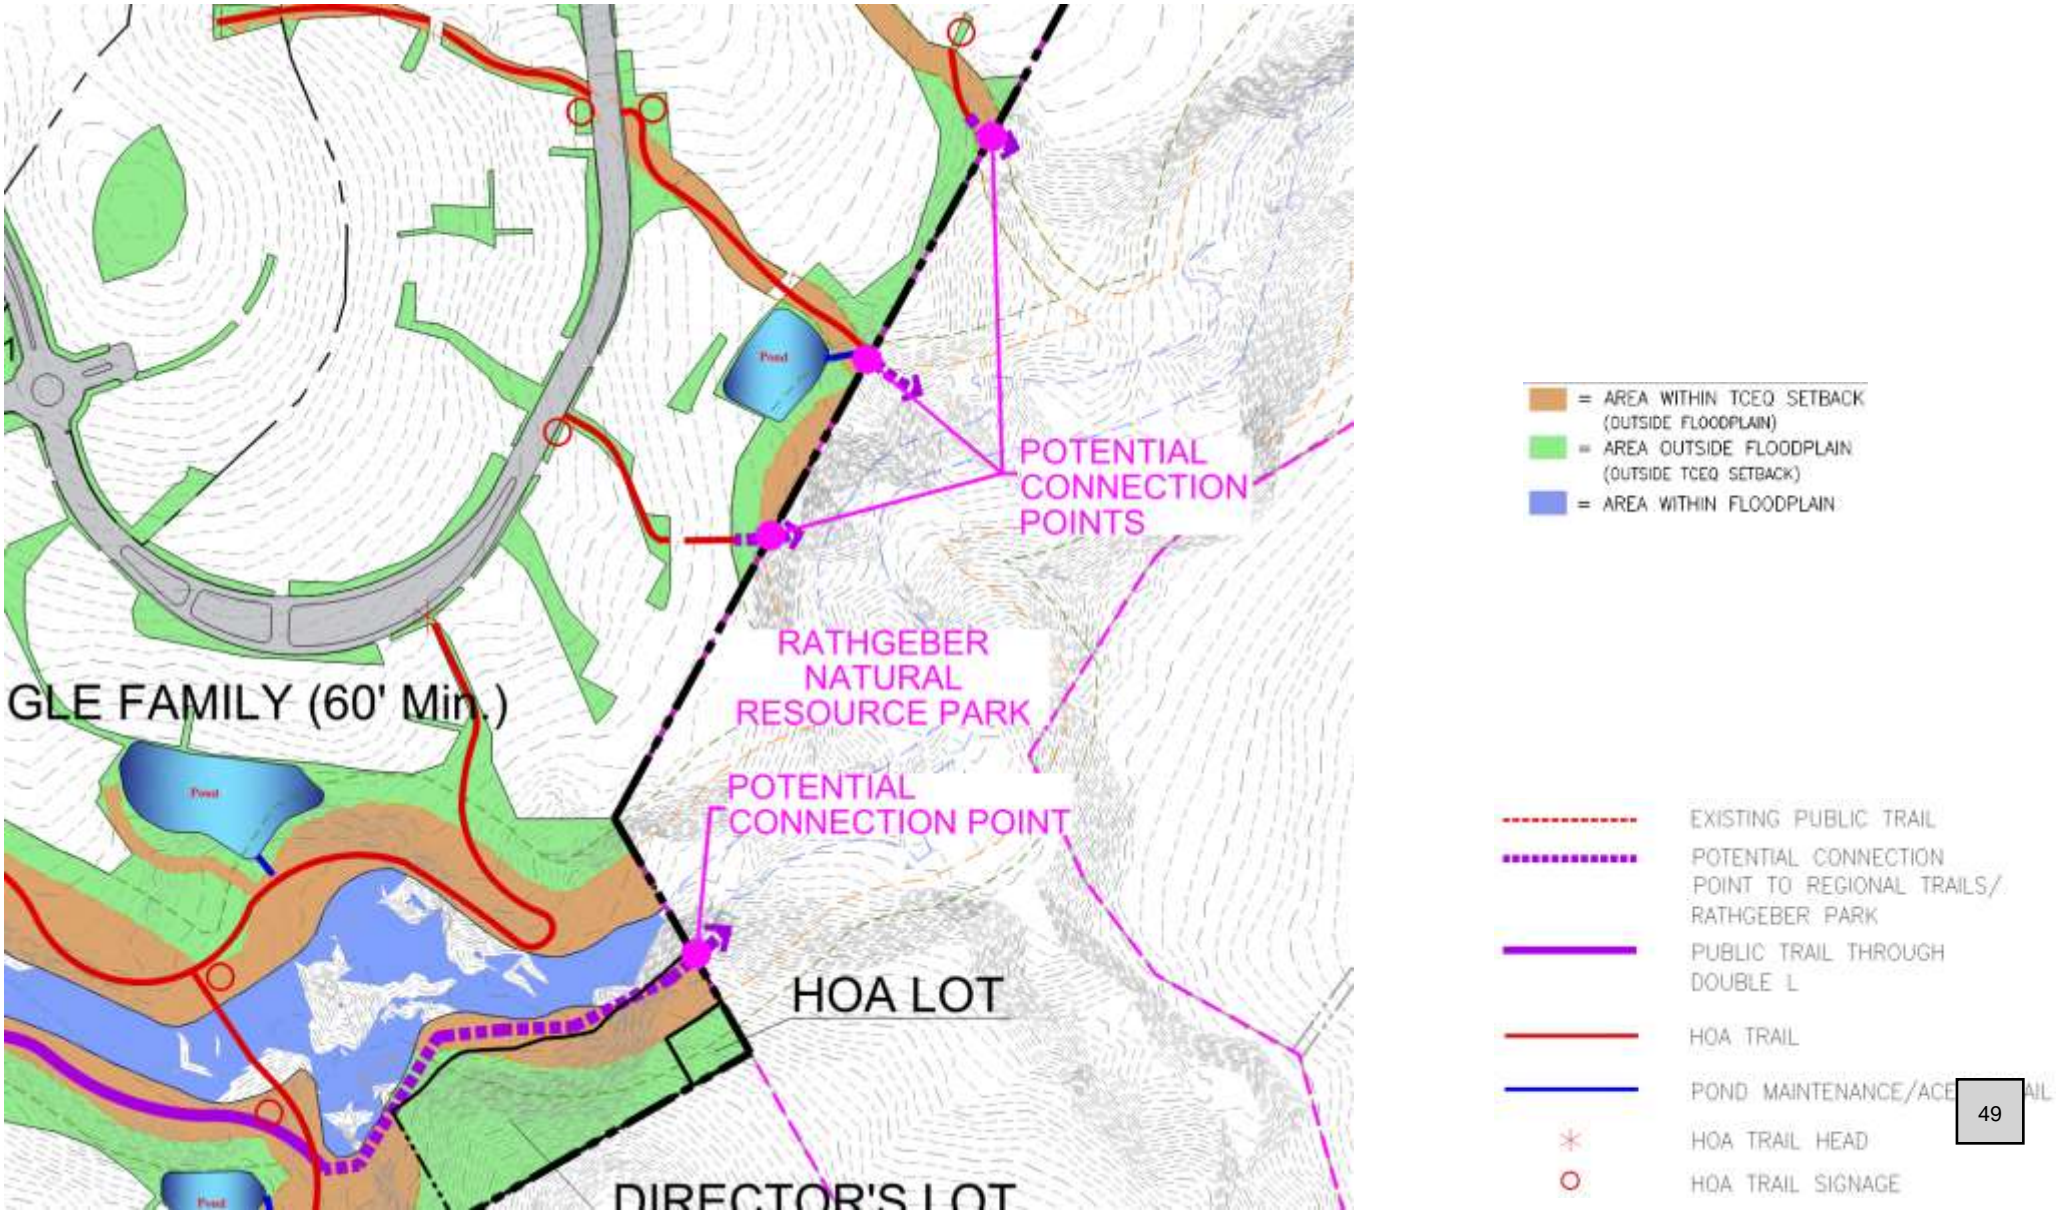 Pond
POTENTIAL
CONNECTION
POINTS
RATHGEBER
NATURAL
RESOURCE PARK
GLE FAMILY (60' Min.)
Pond
POTENTIAL
CONNECTION POINT
HOA LOT
DIRECTOR'S LOT
Pond
= AREA WITHIN TCEQ SETBACK
(OUTSIDE FLOODPLAIN)
= AREA OUTSIDE FLOODPLAIN
(OUTSIDE TCEQ SETBACK)
= AREA WITHIN FLOODPLAIN
EXISTING PUBLIC TRAIL
POTENTIAL CONNECTION
POINT TO REGIONAL TRAILS/
RATHGEBER PARK
PUBLIC TRAIL THROUGH
DOUBLE L
HOA TRAIL
POND MAINTENANCE/ACE AIL
49
HOA TRAIL HEAD
HOA TRAIL SIGNAGE